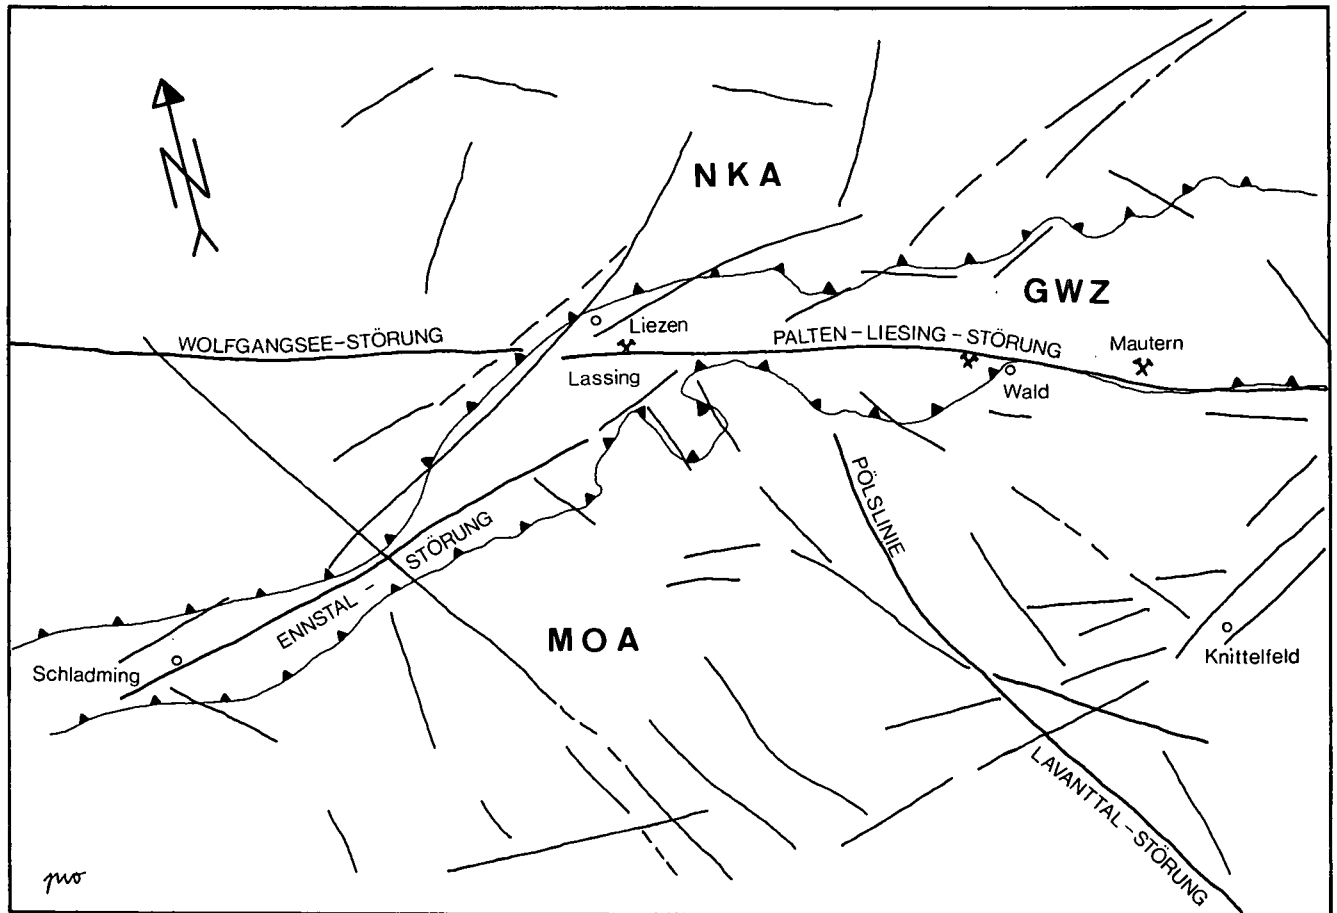 NKA
GWZ
WOLFGANGSEE–STÖRUNG
Liezen
PALTEN–LIESING–STÖRUNG
Mautern
Lassing
Wald
PÖLSLINIE
ENNSTAL – STÖRUNG
MOA
Schladming
Knittelfeld
LAVANTTAL–STÖRUNG